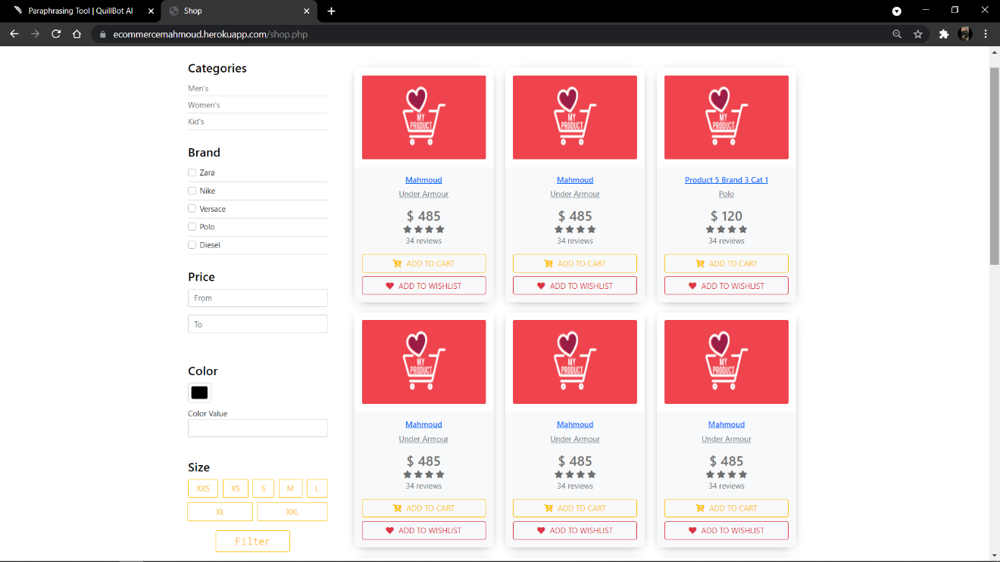 Paraphrasing Tool | QuillBot AI
Shop
ecommercemahmoud.herokuapp.com/shop.php
Categories
Men's
Women's
Kid's
Brand
Zara
Nike
Versace
Polo
Diesel
Price
From
To
Color
Color Value
Size
XXS XS S M L
XL XXL
Filter
MY PRODUCT
Mahmoud
Under Armour
$ 485
34 reviews
ADD TO CART
ADD TO WISHLIST
MY PRODUCT
Mahmoud
Under Armour
$ 485
34 reviews
ADD TO CART
ADD TO WISHLIST
MY PRODUCT
Product 5 Brand 3 Cat 1
Polo
$ 120
34 reviews
ADD TO CART
ADD TO WISHLIST
MY PRODUCT
Mahmoud
Under Armour
$ 485
34 reviews
ADD TO CART
ADD TO WISHLIST
MY PRODUCT
Mahmoud
Under Armour
$ 485
34 reviews
ADD TO CART
ADD TO WISHLIST
MY PRODUCT
Mahmoud
Under Armour
$ 485
34 reviews
ADD TO CART
ADD TO WISHLIST